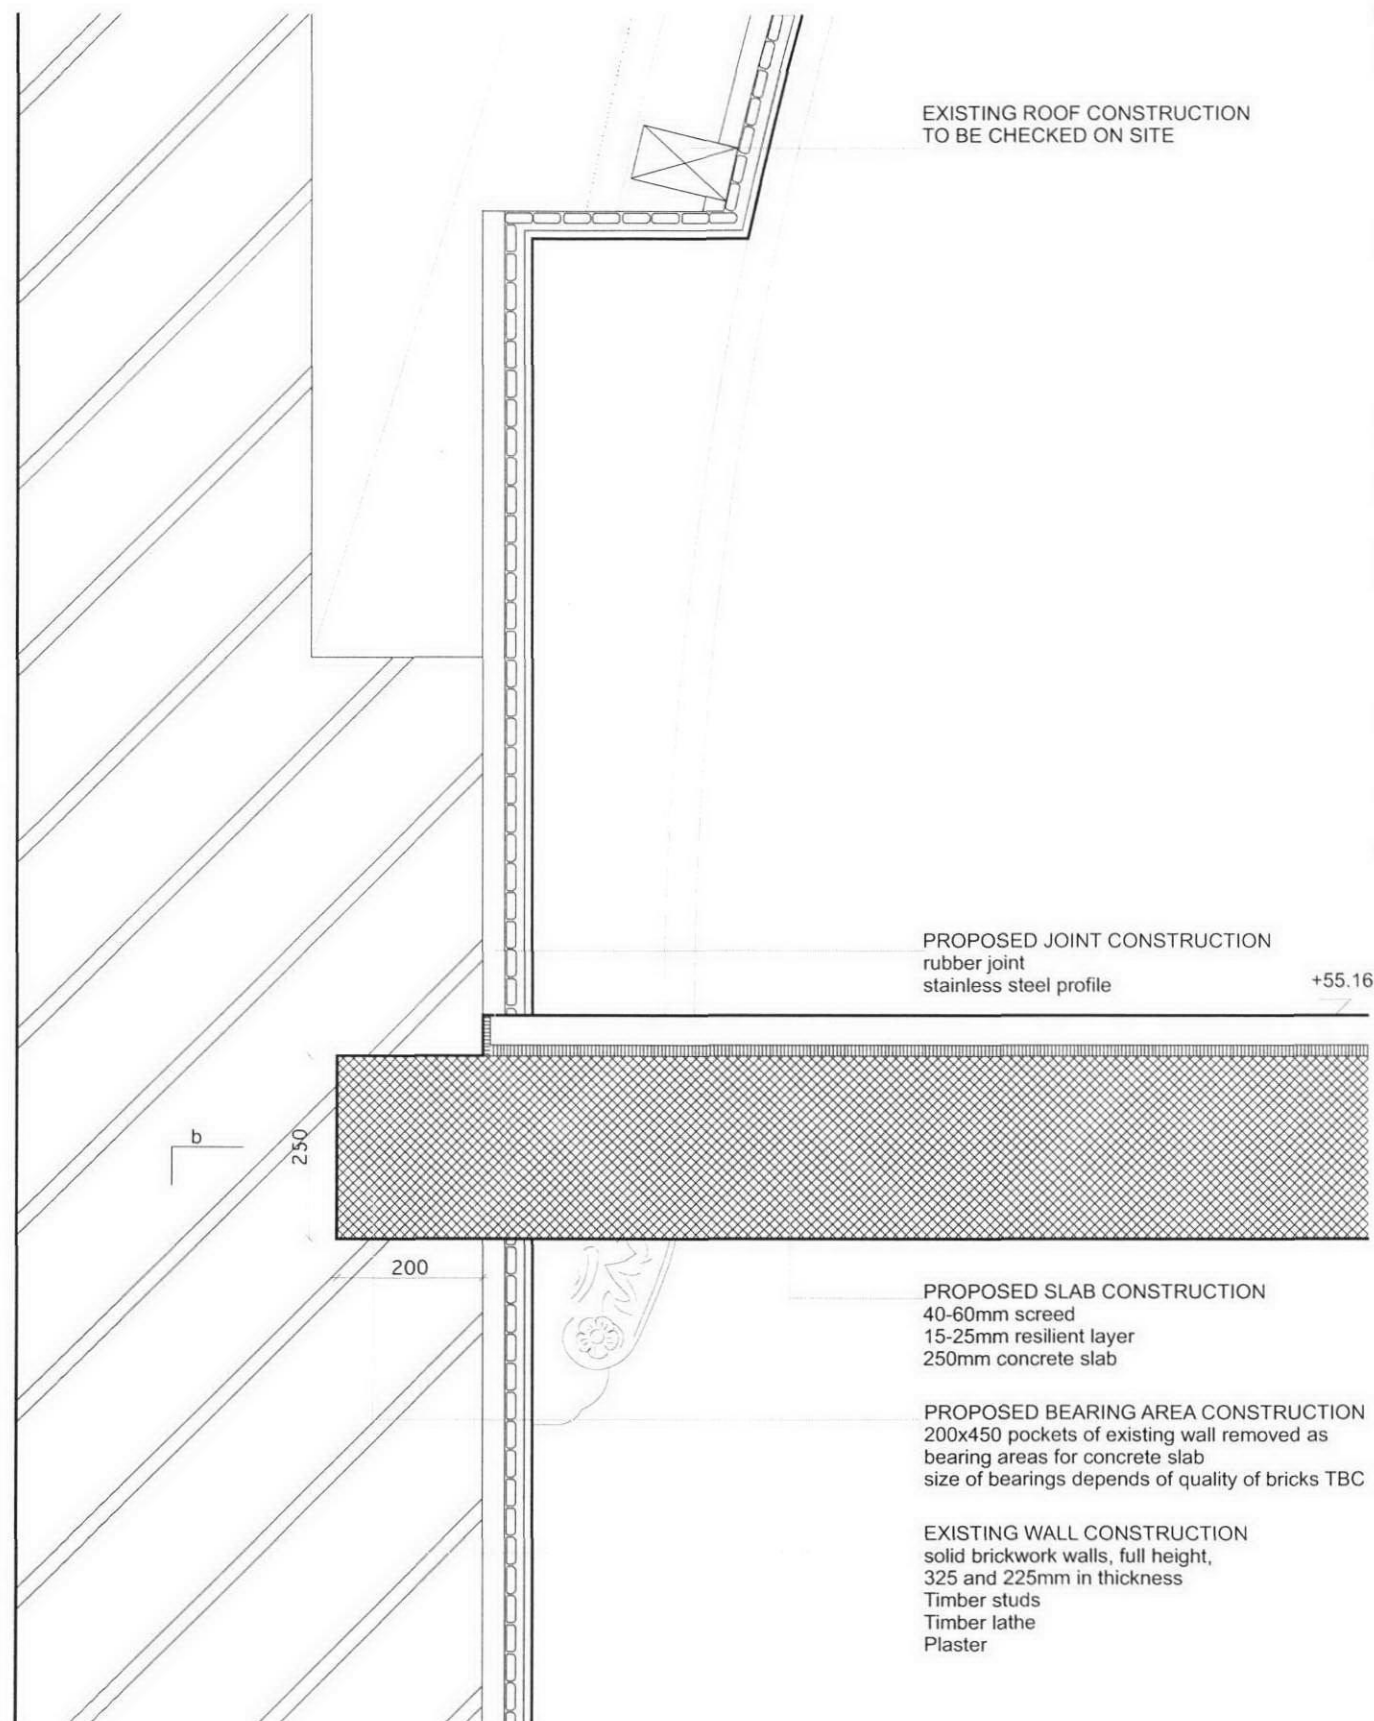 EXISTING ROOF CONSTRUCTION
TO BE CHECKED ON SITE
PROPOSED JOINT CONSTRUCTION
rubber joint
stainless steel profile
+55.16
b
250
200
PROPOSED SLAB CONSTRUCTION
40-60mm screed
15-25mm resilient layer
250mm concrete slab
PROPOSED BEARING AREA CONSTRUCTION
200x450 pockets of existing wall removed as
bearing areas for concrete slab
size of bearings depends of quality of bricks TBC
EXISTING WALL CONSTRUCTION
solid brickwork walls, full height,
325 and 225mm in thickness
Timber studs
Timber lathe
Plaster